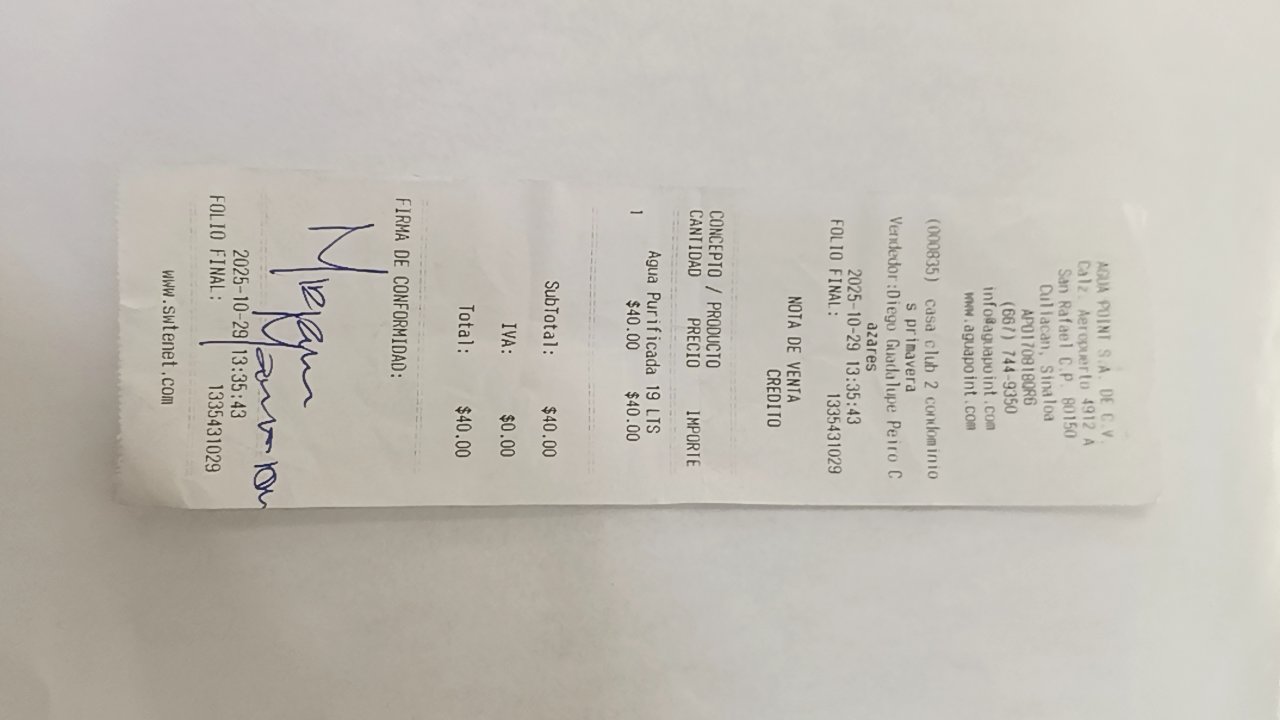 AGUA POINT S.A. DE C.V.
Calz. Aeropuerto 4912 A
San Rafael C.P. 80150
Culiacan, Sinaloa
APO170818QR6
(667) 744-9350
info@aguapoint.com
www.aguapoint.com
(000835) casa club 2 condominio
s primavera
Vendedor:Diego Guadalupe Peiro C
azares
2025-10-29 13:35:43
FOLIO FINAL: 1335431029
NOTA DE VENTA
CREDITO
CONCEPTO / PRODUCTO
CANTIDAD PRECIO IMPORTE
Agua Purificada 19 LTS
1 $40.00 $40.00
SubTotal: $40.00
IVA: $0.00
Total: $40.00
FIRMA DE CONFORMIDAD:
2025-10-29 13:35:43
FOLIO FINAL: 1335431029
www.swtenet.com